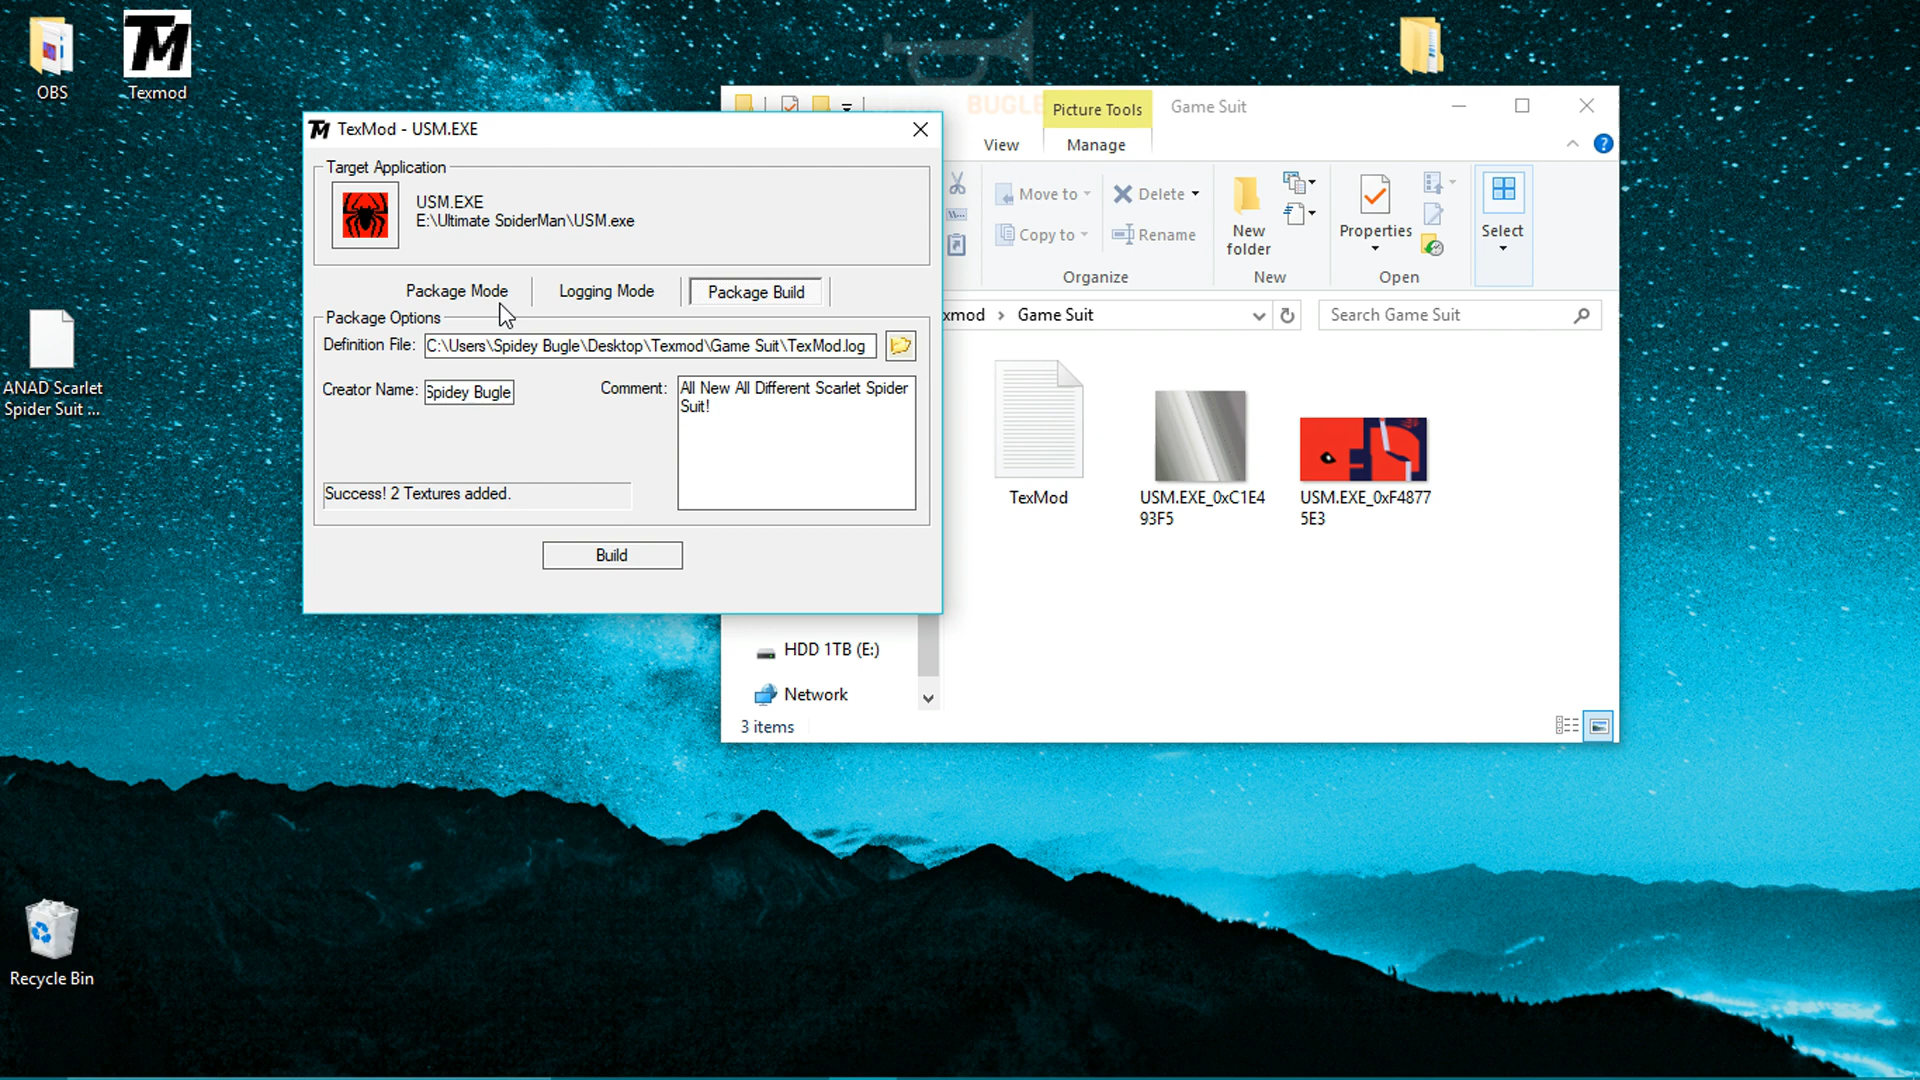 OBS
Texmod
ANAD Scarlet
Spider Suit ...
Recycle Bin
TM TexMod - USM.EXE
Target Application
USM.EXE
E:\Ultimate SpiderMan\USM.exe
Package Mode
Logging Mode
Package Build
Package Options
Definition File:
C:\Users\Spidey Bugle\Desktop\Texmod\Game Suit\TexMod.log
Creator Name:
Spidey Bugle
Comment:
All New All Different Scarlet Spider
Suit!
Success! 2 Textures added.
Build
BUGLE
Picture Tools
Game Suit
View
Manage
Move to
Copy to
Delete
Rename
Organize
New
folder
New
Properties
Open
Select
xmod
Game Suit
Search Game Suit
TexMod
USM.EXE_0xC1E4
93F5
USM.EXE_0xF4877
5E3
HDD 1TB (E:)
Network
3 items